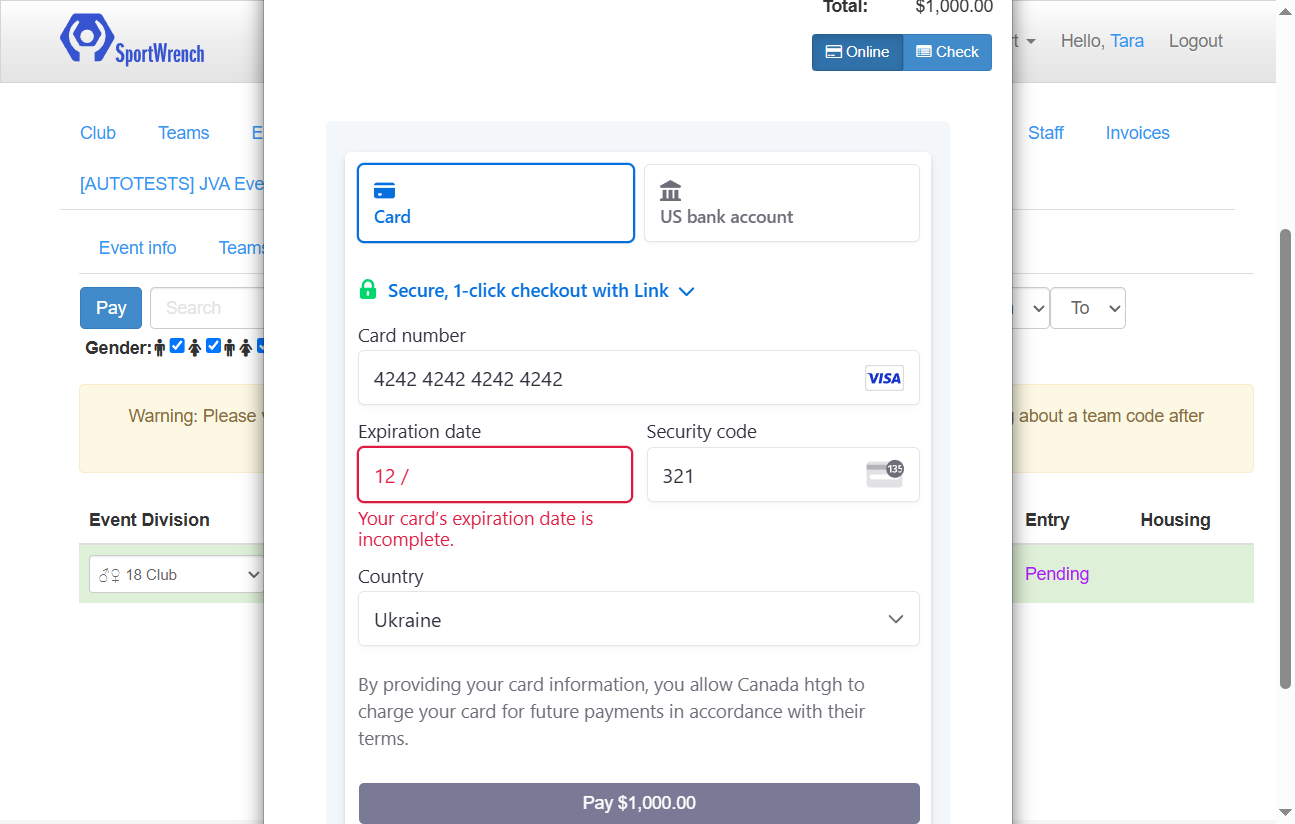 Total: $1,000.00
SportWrench
Hello, Tara Logout
Online Check
Club Teams Staff Invoices
[AUTOTESTS] JVA Eve
Card US bank account
Event info Teams
Secure, 1-click checkout with Link
Pay Search To
Gender:
Card number
4242 4242 4242 4242 VISA
Warning: Please about a team code after
Expiration date Security code
12 / 321 135
Your card's expiration date is
incomplete.
Event Division Entry Housing
18 Club Pending
Country
Ukraine
By providing your card information, you allow Canada htgh to
charge your card for future payments in accordance with their
terms.
Pay $1,000.00